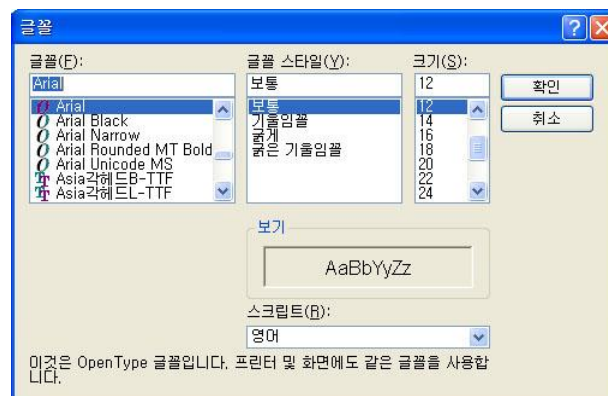 글꼴
글꼴(F):
Arial
Arial
Arial Black
Arial Narrow
Arial Rounded MT Bold
Arial Unicode MS
Asia각헤드B-TTF
Asia각헤드L-TTF
글꼴 스타일(Y):
보통
보통
기울임꼴
굵게
굵은 기울임꼴
크기(S):
12
12
14
16
18
20
22
24
확인
취소
보기
AaBbYyZz
스크립트(R):
영어
이것은 OpenType 글꼴입니다. 프린터 및 화면에도 같은 글꼴을 사용합
니다.